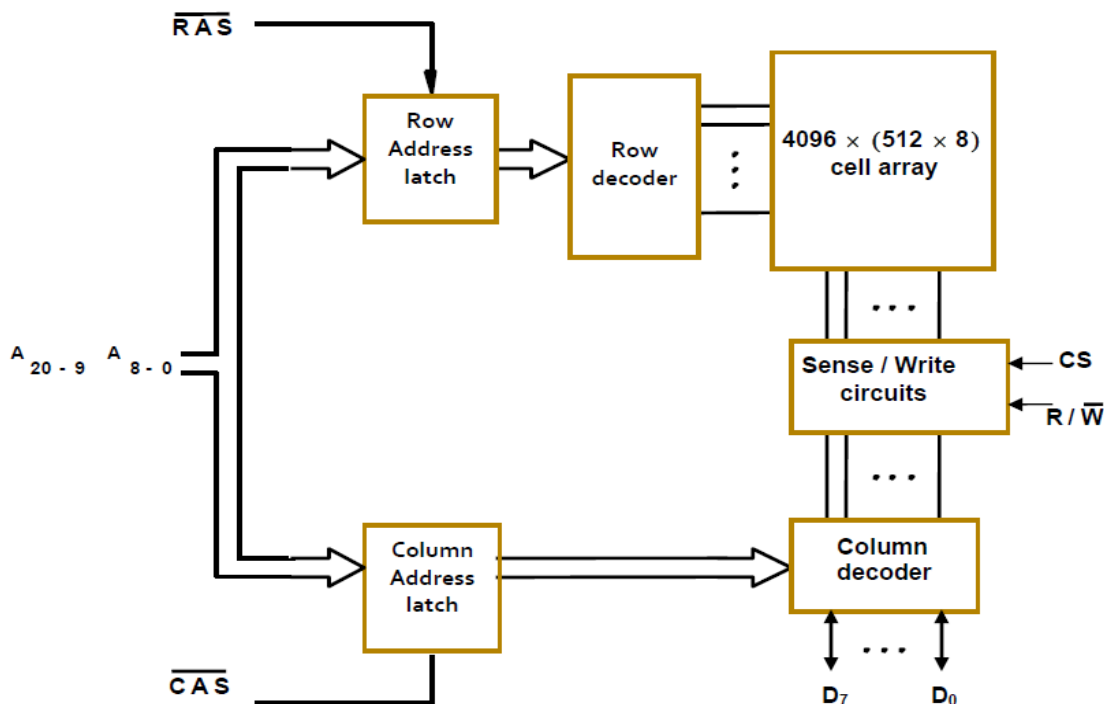 RAS
Row
Address
latch
Row
decoder
4096 × (512 × 8)
cell array
A 20 - 9 A 8 - 0
Sense / Write
circuits
CS
R / W
Column
Address
latch
Column
decoder
CAS
D7 D0